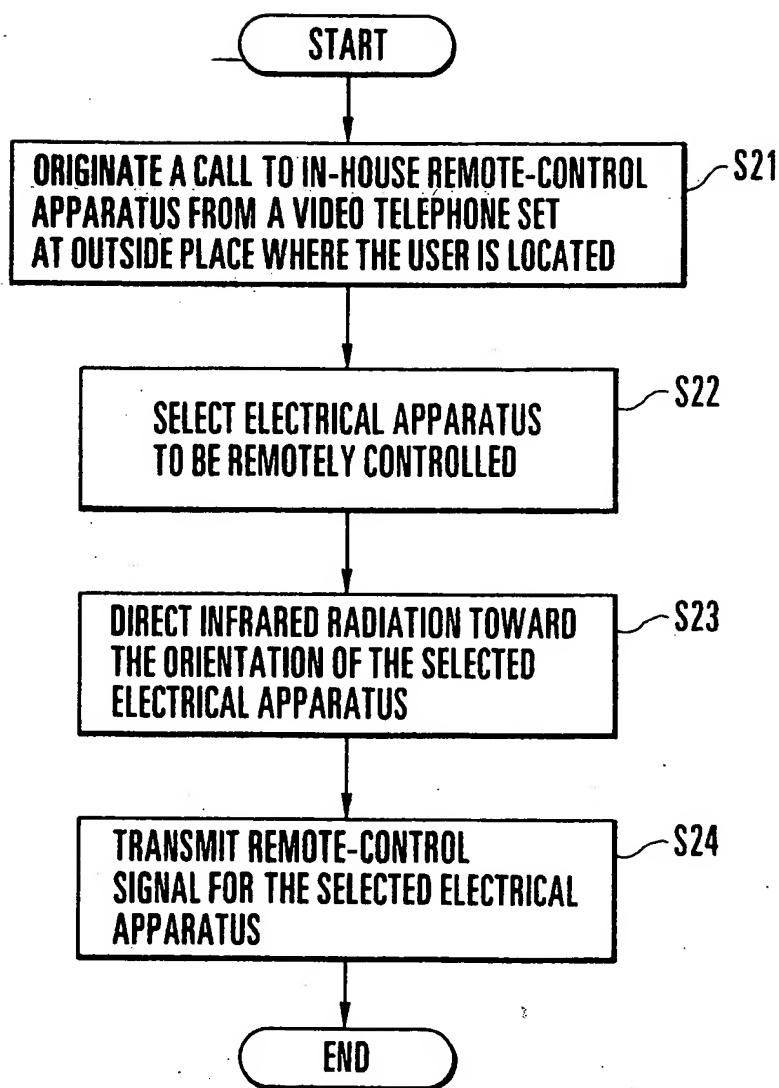 START
ORIGINATE A CALL TO IN-HOUSE REMOTE-CONTROL
APPARATUS FROM A VIDEO TELEPHONE SET
AT OUTSIDE PLACE WHERE THE USER IS LOCATED
S21
SELECT ELECTRICAL APPARATUS
TO BE REMOTELY CONTROLLED
S22
DIRECT INFRARED RADIATION TOWARD
THE ORIENTATION OF THE SELECTED
ELECTRICAL APPARATUS
S23
TRANSMIT REMOTE-CONTROL
SIGNAL FOR THE SELECTED ELECTRICAL
APPARATUS
S24
END